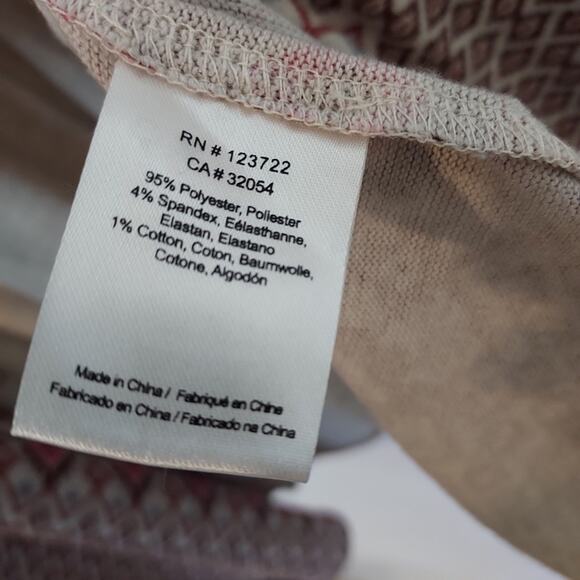 RN # 123722
CA # 32054
95% Polyester, Poliester
4% Spandex, Eélasthanne,
Elastan, Elastano
1% Cotton, Coton, Baumwolle,
Cotone, Algodón
Made in China / Fabriqué en Chine
Fabricado en China / Fabricado na China